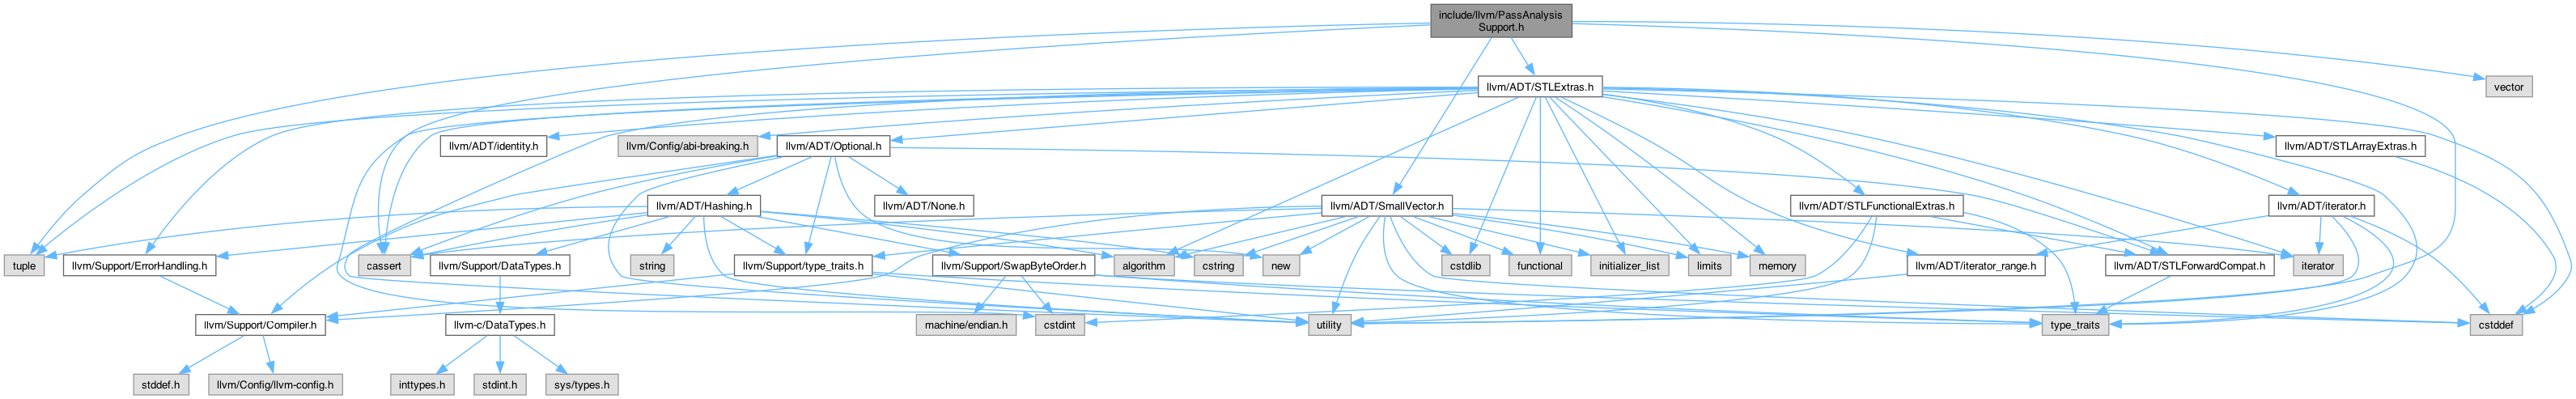 include/llvm/PassAnalysis
Support.h
llvm/ADT/STLExtras.h
vector
llvm/ADT/identity.h
llvm/Config/abi-breaking.h
llvm/ADT/Optional.h
llvm/ADT/STLArrayExtras.h
llvm/ADT/Hashing.h
llvm/ADT/None.h
llvm/ADT/SmallVector.h
llvm/ADT/STLFunctionalExtras.h
llvm/ADT/iterator.h
tuple
llvm/Support/ErrorHandling.h
cassert
llvm/Support/DataTypes.h
string
llvm/Support/type_traits.h
llvm/Support/SwapByteOrder.h
algorithm
cstring
new
cstdlib
functional
initializer_list
limits
memory
llvm/ADT/iterator_range.h
llvm/ADT/STLForwardCompat.h
iterator
llvm/Support/Compiler.h
llvm-c/DataTypes.h
machine/endian.h
cstdint
utility
type_traits
cstddef
stddef.h
llvm/Config/llvm-config.h
inttypes.h
stdint.h
sys/types.h